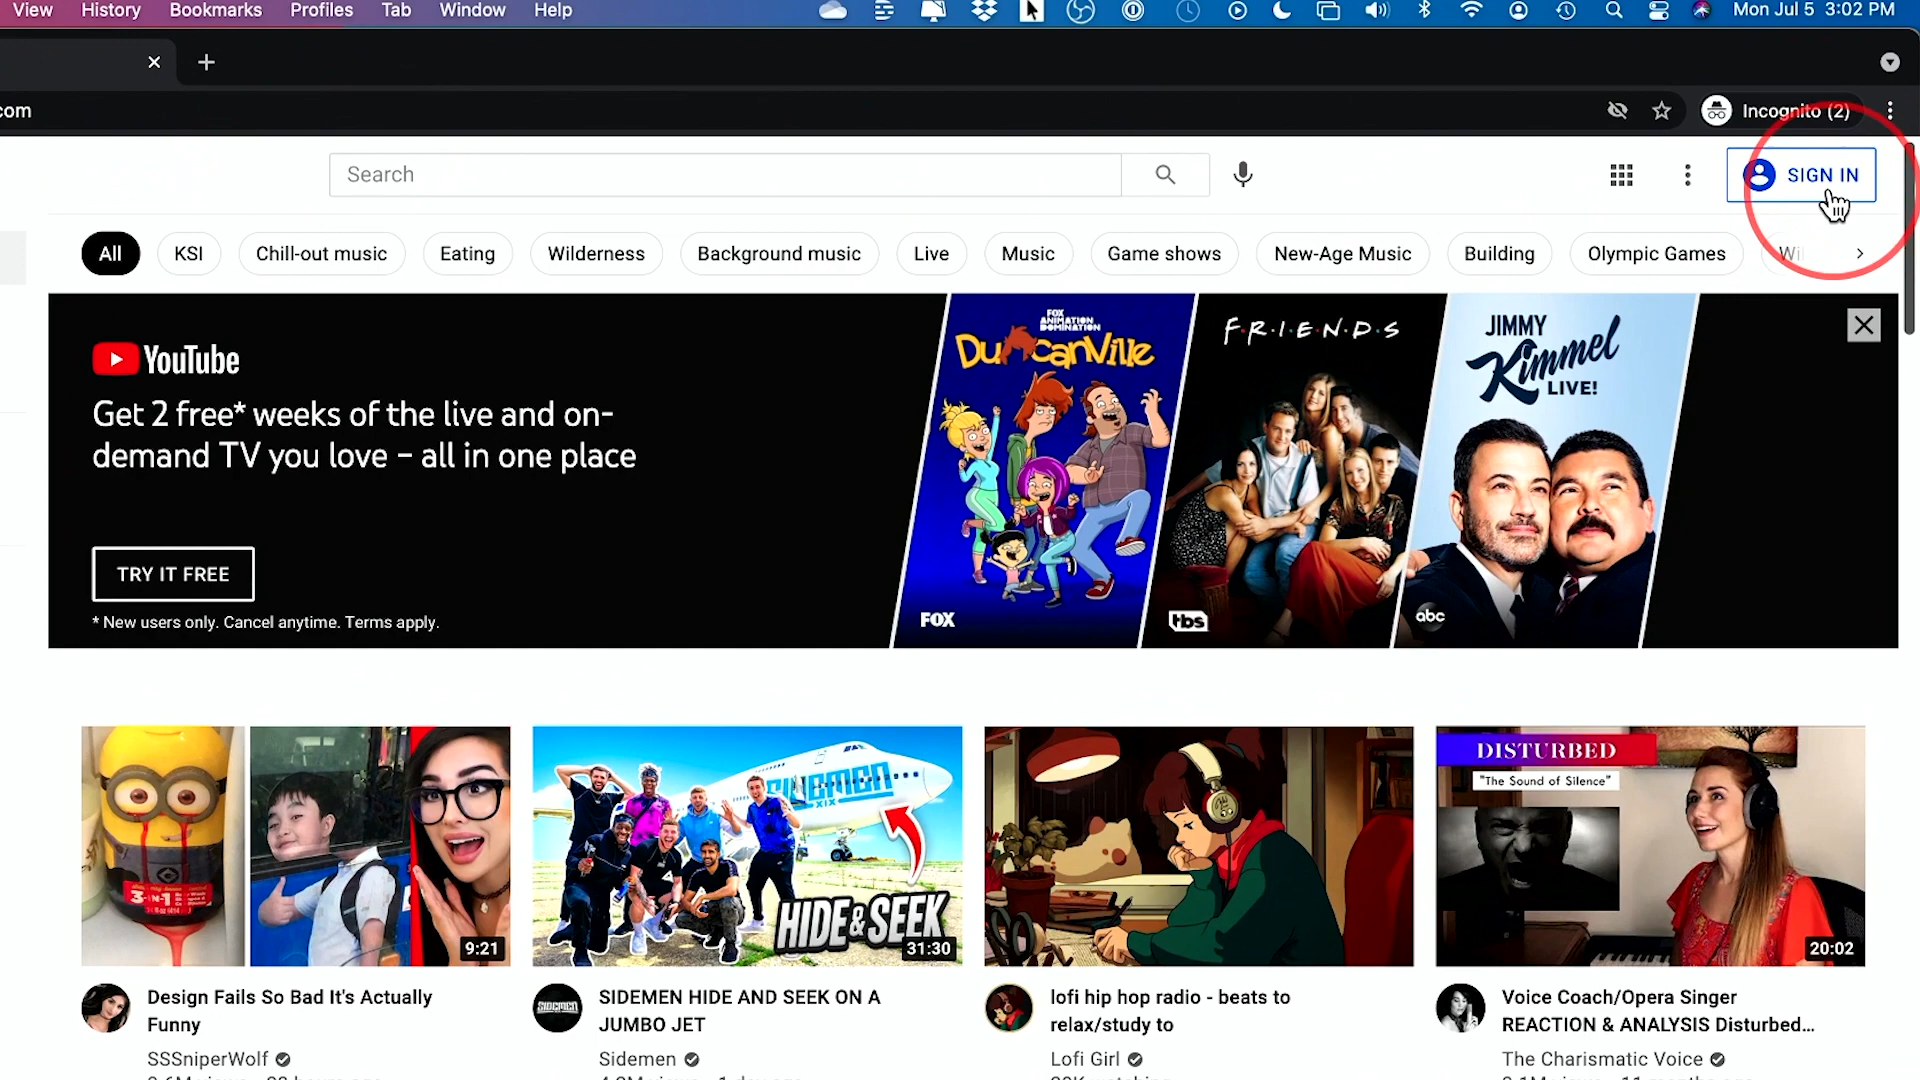 View History Bookmarks Profiles Tab Window Help Mon Jul 5 3:02 PM
com Incognito (2)
Search SIGN IN
All KSI Chill-out music Eating Wilderness Background music Live Music Game shows New-Age Music Building Olympic Games
YouTube
Get 2 free* weeks of the live and on-
demand TV you love – all in one place
TRY IT FREE
* New users only. Cancel anytime. Terms apply.
FOX
ANIMATION
DOMINATION
DuncanVille
FOX
F·R·I·E·N·D·S
tbs
JIMMY
Kimmel
LIVE!
abc
3-N-1
9:21
SIDEMEN
XIX
HIDE & SEEK
31:30
DISTURBED
"The Sound of Silence"
20:02
Design Fails So Bad It's Actually
Funny
SSSniperWolf
SIDEMEN
SIDEMEN HIDE AND SEEK ON A
JUMBO JET
Sidemen
lofi hip hop radio - beats to
relax/study to
Lofi Girl
Voice Coach/Opera Singer
REACTION & ANALYSIS Disturbed...
The Charismatic Voice